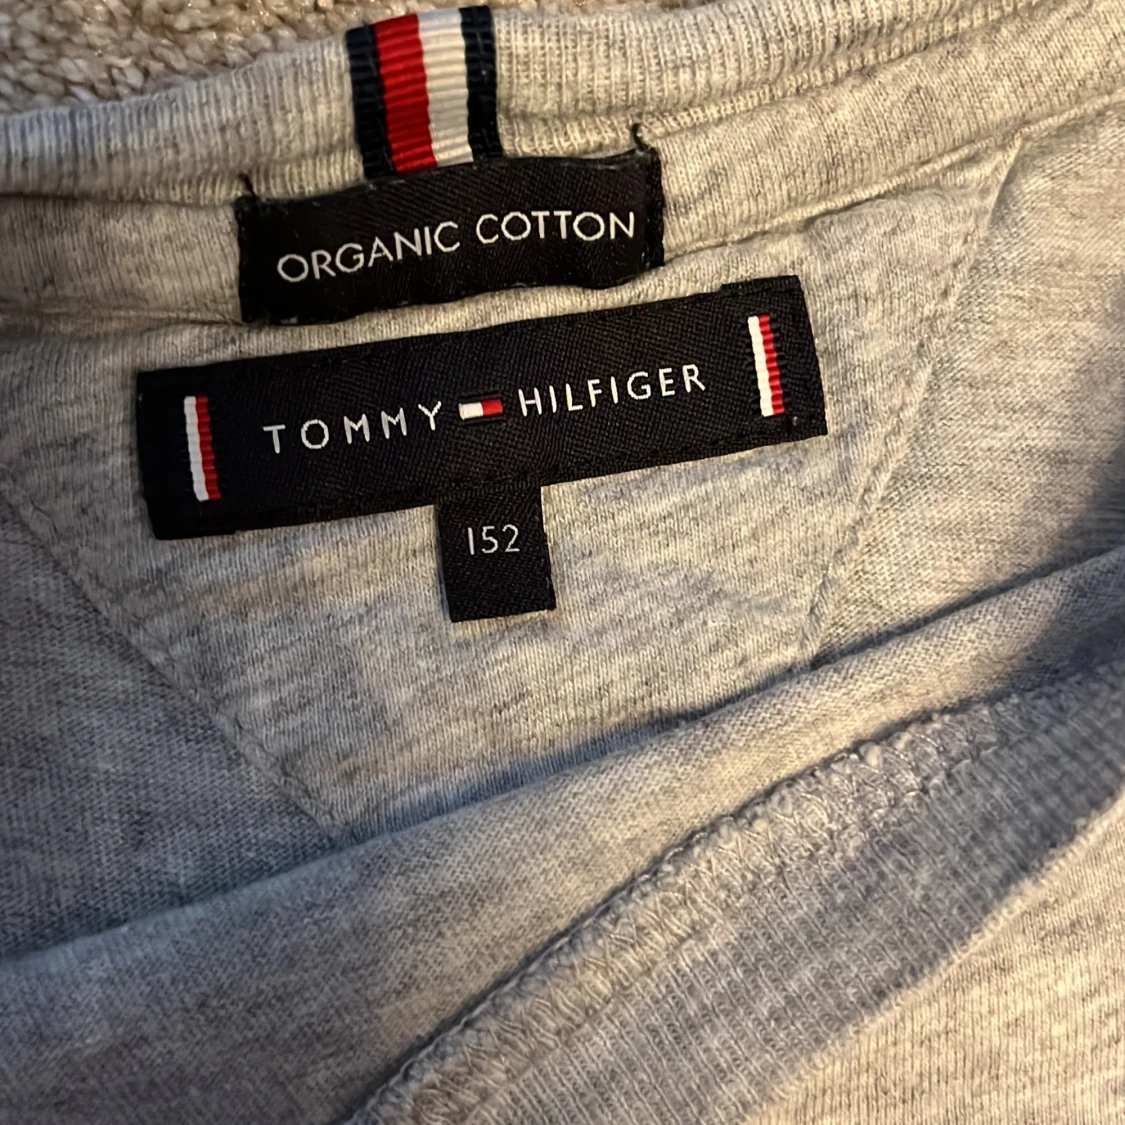 ORGANIC COTTON
TOMMY HILFIGER
152